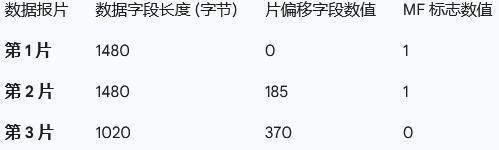 数据报片 数据字段长度 (字节) 片偏移字段数值 MF 标志数值
第 1 片 1480 0 1
第 2 片 1480 185 1
第 3 片 1020 370 0